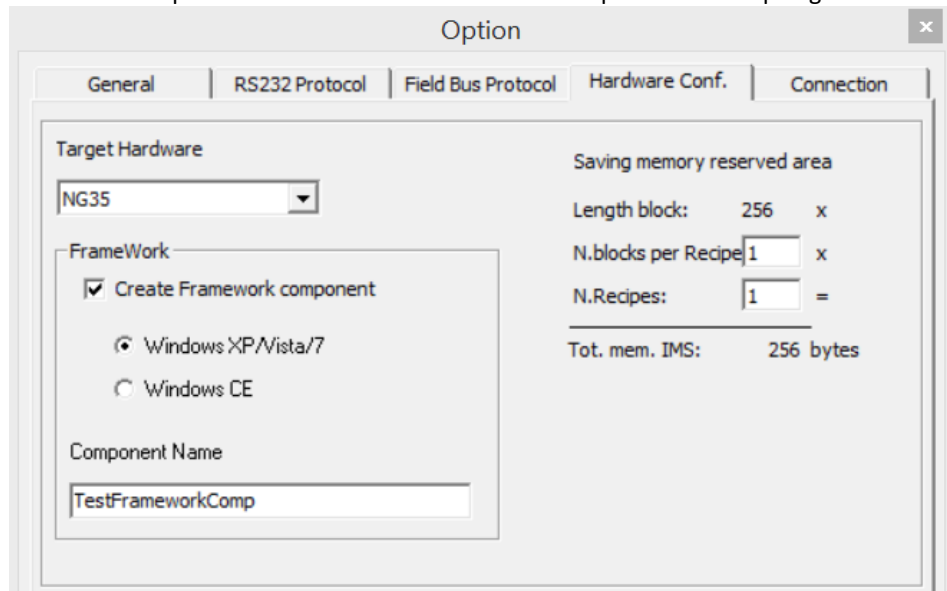 Option
x
General RS232 Protocol Field Bus Protocol Hardware Conf. Connection
Target Hardware
NG35
FrameWork
Create Framework component
Windows XP/Vista/7
Windows CE
Component Name
TestFrameworkComp
Saving memory reserved area
Length block: 256 x
N.blocks per Recipe 1 x
N.Recipes: 1 =
Tot. mem. IMS: 256 bytes